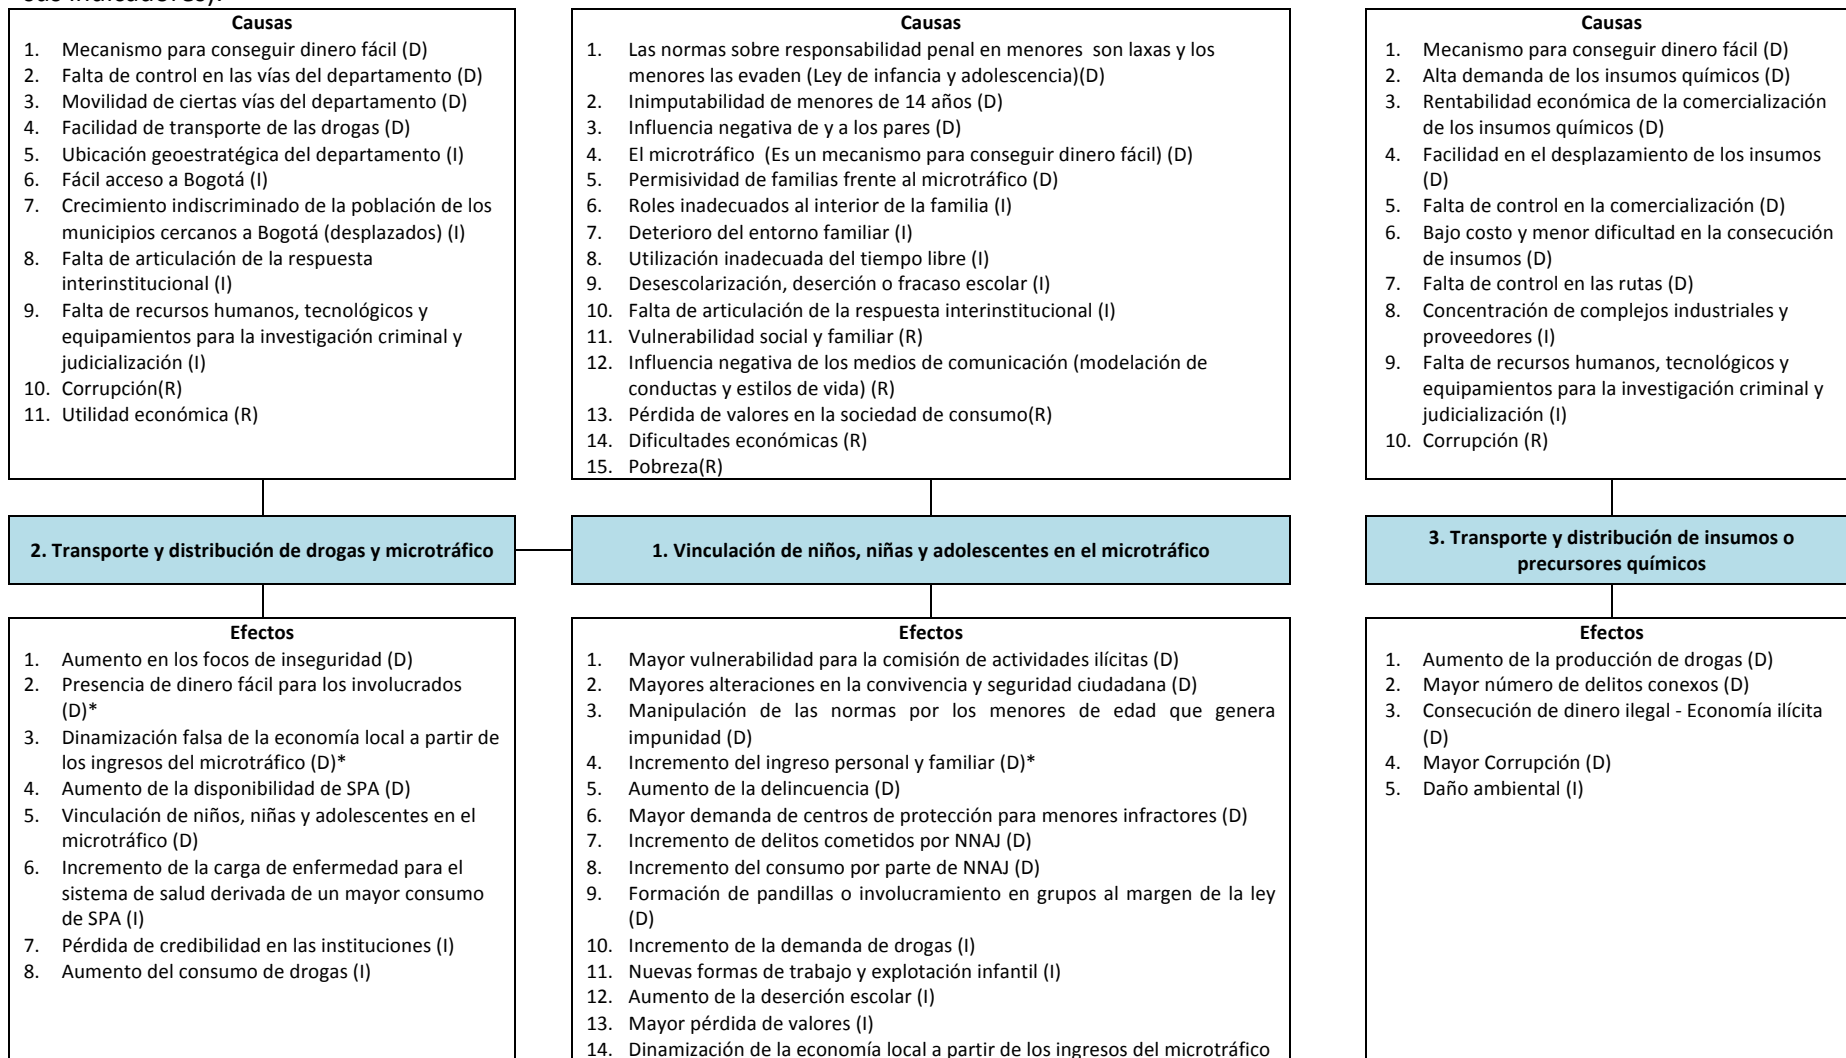 sus indicadores).
Causas
1. Mecanismo para conseguir dinero fácil (D)
2. Falta de control en las vías del departamento (D)
3. Movilidad de ciertas vías del departamento (D)
4. Facilidad de transporte de las drogas (D)
5. Ubicación geoestratégica del departamento (I)
6. Fácil acceso a Bogotá (I)
7. Crecimiento indiscriminado de la población de los
municipios cercanos a Bogotá (desplazados) (I)
8. Falta de articulación de la respuesta
interinstitucional (I)
9. Falta de recursos humanos, tecnológicos y
equipamientos para la investigación criminal y
judicialización (I)
10. Corrupción(R)
11. Utilidad económica (R)
Causas
1. Las normas sobre responsabilidad penal en menores son laxas y los
menores las evaden (Ley de infancia y adolescencia)(D)
2. Inimputabilidad de menores de 14 años (D)
3. Influencia negativa de y a los pares (D)
4. El microtráfico (Es un mecanismo para conseguir dinero fácil) (D)
5. Permisividad de familias frente al microtráfico (D)
6. Roles inadecuados al interior de la familia (I)
7. Deterioro del entorno familiar (I)
8. Utilización inadecuada del tiempo libre (I)
9. Desescolarización, deserción o fracaso escolar (I)
10. Falta de articulación de la respuesta interinstitucional (I)
11. Vulnerabilidad social y familiar (R)
12. Influencia negativa de los medios de comunicación (modelación de
conductas y estilos de vida) (R)
13. Pérdida de valores en la sociedad de consumo(R)
14. Dificultades económicas (R)
15. Pobreza(R)
Causas
1. Mecanismo para conseguir dinero fácil (D)
2. Alta demanda de los insumos químicos (D)
3. Rentabilidad económica de la comercialización
de los insumos químicos (D)
4. Facilidad en el desplazamiento de los insumos
(D)
5. Falta de control en la comercialización (D)
6. Bajo costo y menor dificultad en la consecución
de insumos (D)
7. Falta de control en las rutas (D)
8. Concentración de complejos industriales y
proveedores (I)
9. Falta de recursos humanos, tecnológicos y
equipamientos para la investigación criminal y
judicialización (I)
10. Corrupción (R)
2. Transporte y distribución de drogas y microtráfico
1. Vinculación de niños, niñas y adolescentes en el microtráfico
3. Transporte y distribución de insumos o
precursores químicos
Efectos
1. Aumento en los focos de inseguridad (D)
2. Presencia de dinero fácil para los involucrados
(D)*
3. Dinamización falsa de la economía local a partir de
los ingresos del microtráfico (D)*
4. Aumento de la disponibilidad de SPA (D)
5. Vinculación de niños, niñas y adolescentes en el
microtráfico (D)
6. Incremento de la carga de enfermedad para el
sistema de salud derivada de un mayor consumo
de SPA (I)
7. Pérdida de credibilidad en las instituciones (I)
8. Aumento del consumo de drogas (I)
Efectos
1. Mayor vulnerabilidad para la comisión de actividades ilícitas (D)
2. Mayores alteraciones en la convivencia y seguridad ciudadana (D)
3. Manipulación de las normas por los menores de edad que genera
impunidad (D)
4. Incremento del ingreso personal y familiar (D)*
5. Aumento de la delincuencia (D)
6. Mayor demanda de centros de protección para menores infractores (D)
7. Incremento de delitos cometidos por NNAJ (D)
8. Incremento del consumo por parte de NNAJ (D)
9. Formación de pandillas o involucramiento en grupos al margen de la ley
(D)
10. Incremento de la demanda de drogas (I)
11. Nuevas formas de trabajo y explotación infantil (I)
12. Aumento de la deserción escolar (I)
13. Mayor pérdida de valores (I)
14. Dinamización de la economía local a partir de los ingresos del microtráfico
Efectos
1. Aumento de la producción de drogas (D)
2. Mayor número de delitos conexos (D)
3. Consecución de dinero ilegal - Economía ilícita
(D)
4. Mayor Corrupción (D)
5. Daño ambiental (I)